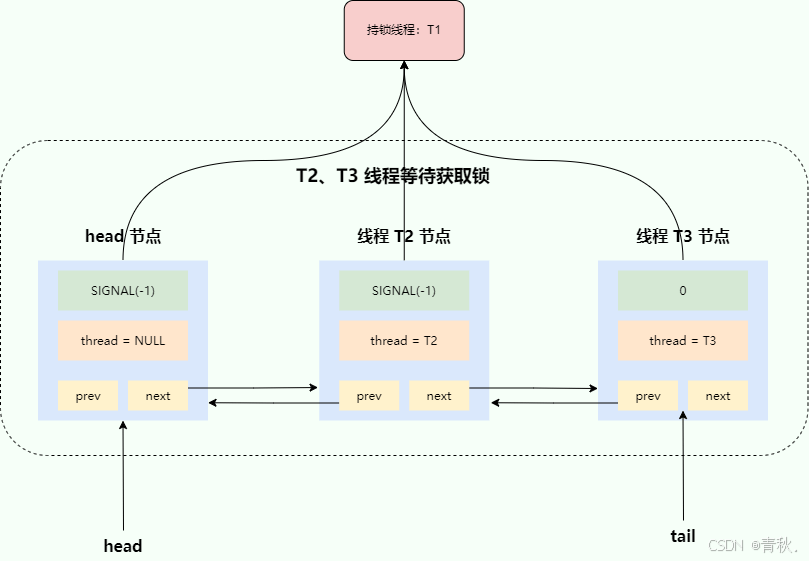 持锁线程：T1
T2、T3 线程等待获取锁
head 节点
线程 T2 节点
线程 T3 节点
SIGNAL(-1)
SIGNAL(-1)
0
thread = NULL
thread = T2
thread = T3
prev
next
prev
next
prev
next
head
tail
CSDN @青秋.